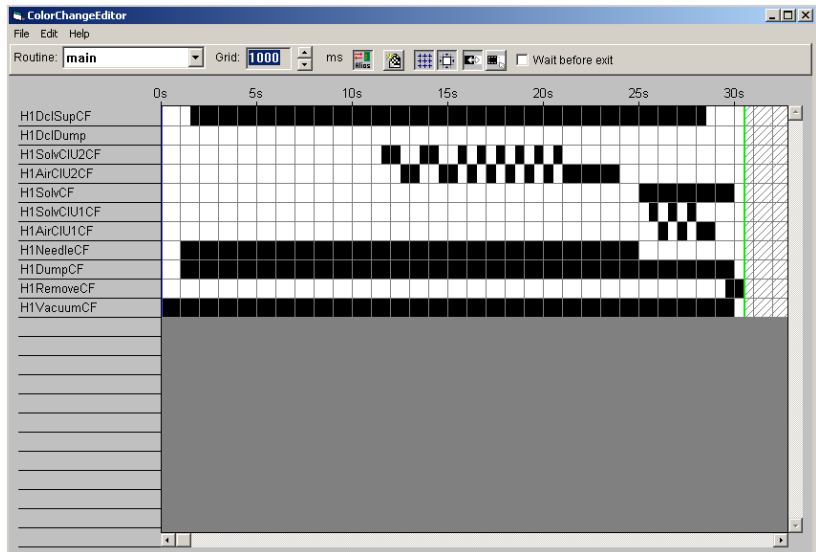 ColorChangeEditor
File Edit Help
Routine: main Grid: 1000 ms Alias Wait before exit
0s 5s 10s 15s 20s 25s 30s
H1DclSupCF
H1DclDump
H1SolvClU2CF
H1AirClU2CF
H1SolvCF
H1SolvClU1CF
H1AirClU1CF
H1NeedleCF
H1DumpCF
H1RemoveCF
H1VacuumCF